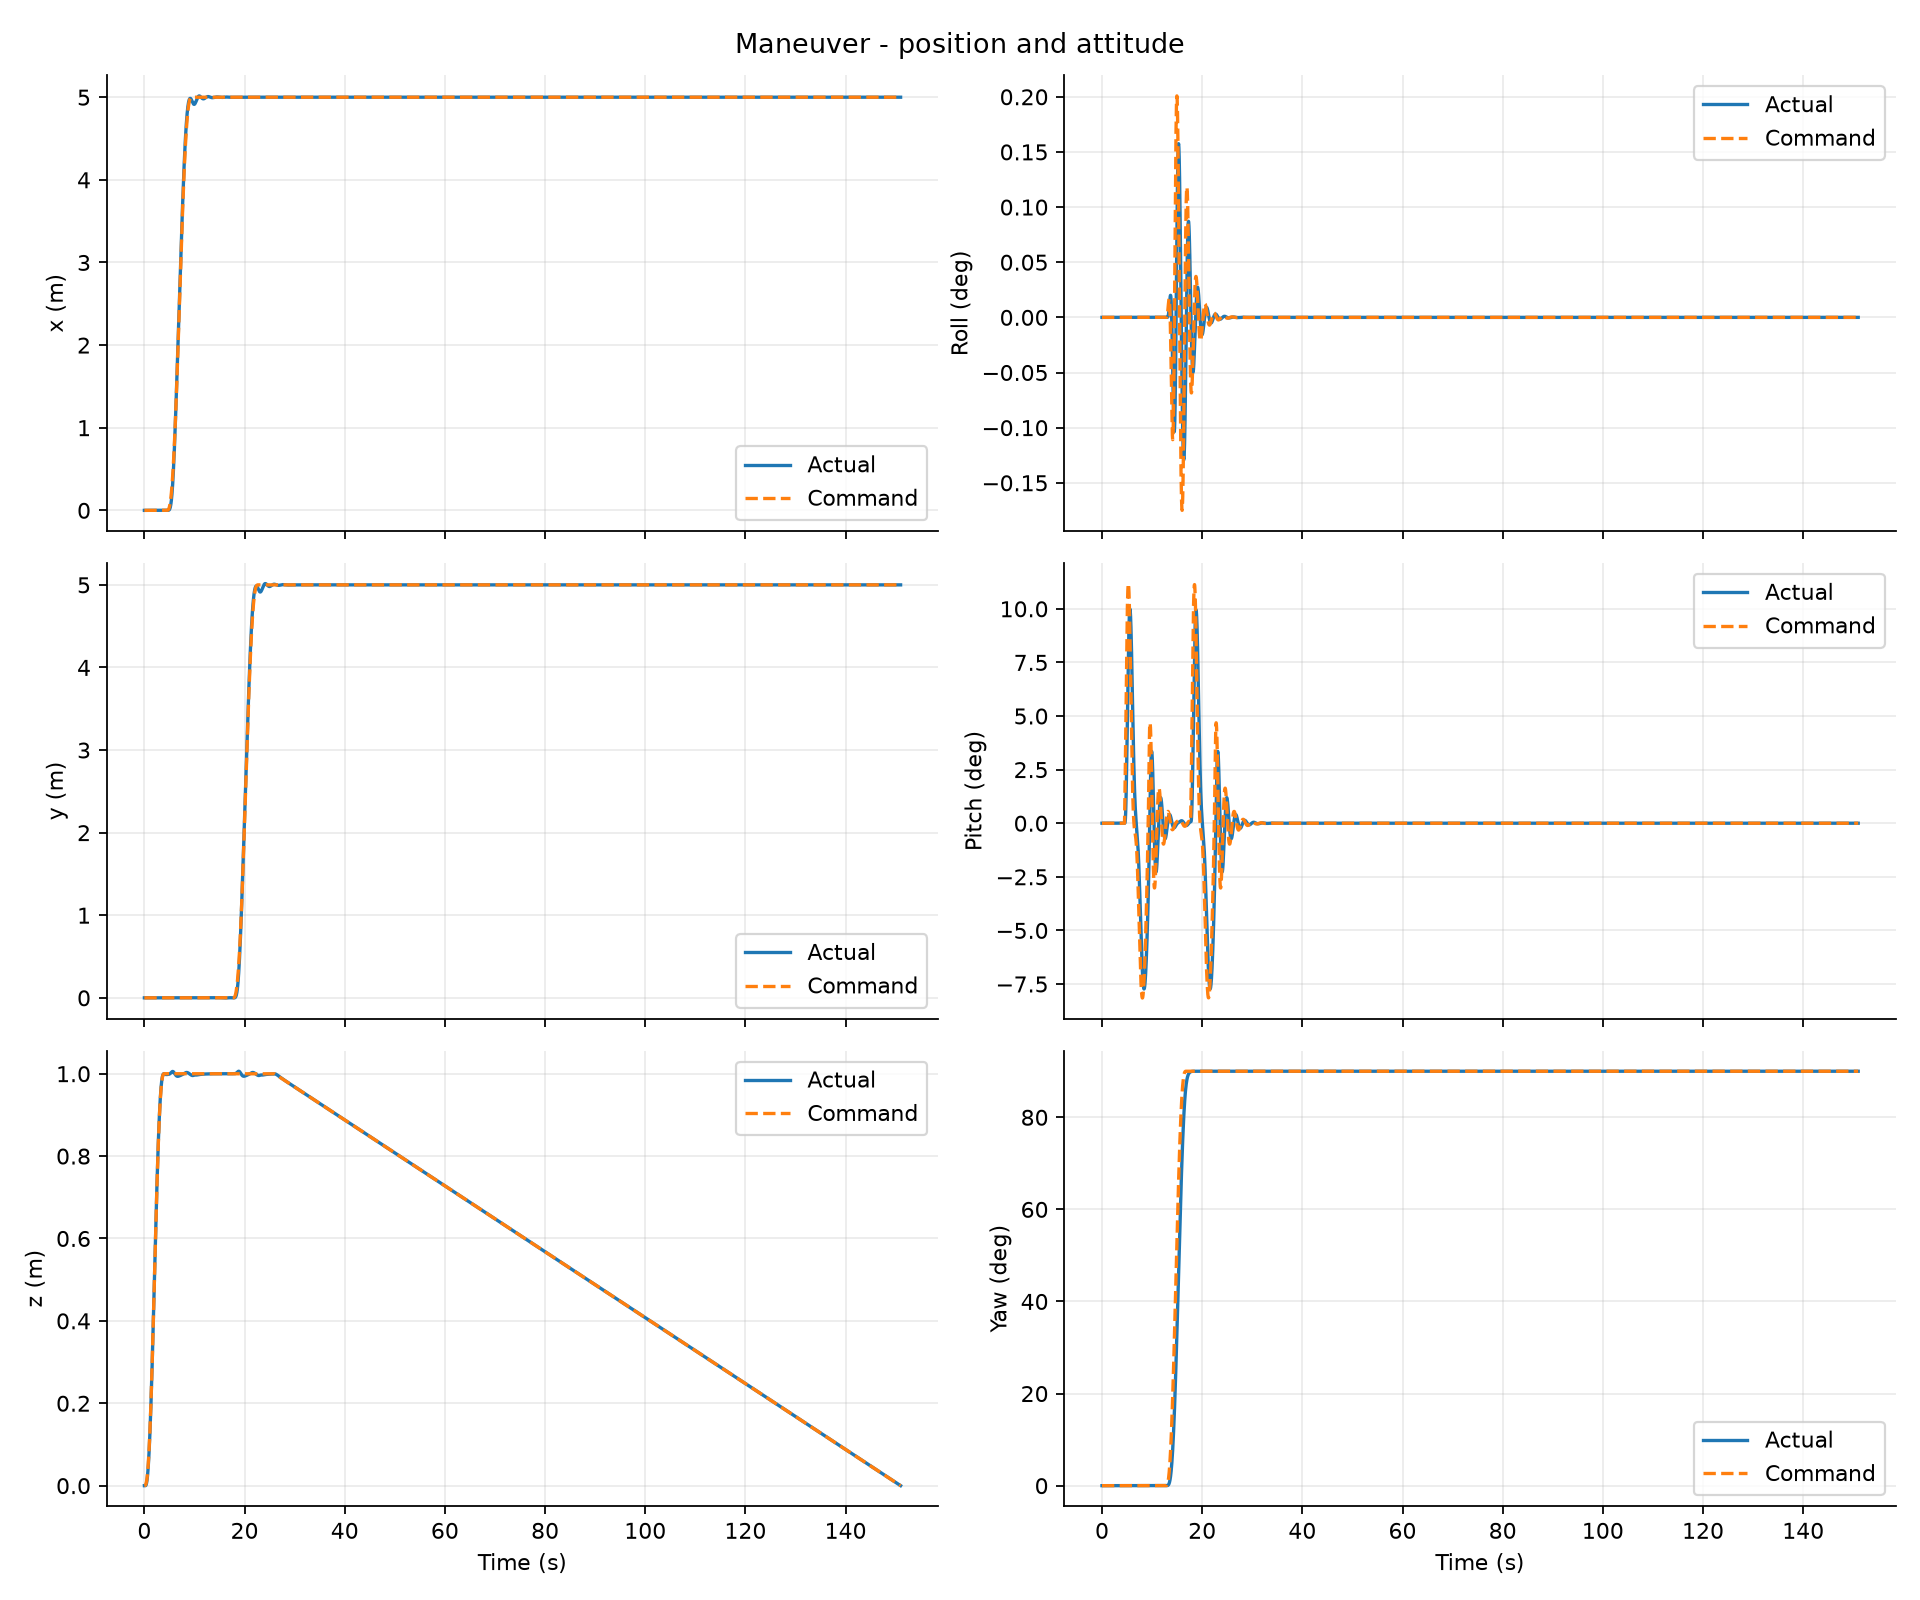 Maneuver - position and attitude
5
4
3
2
1
0
x (m)
Actual
Command
0.20
0.15
0.10
0.05
0.00
−0.05
−0.10
−0.15
Roll (deg)
Actual
Command
5
4
3
2
1
0
y (m)
Actual
Command
10.0
7.5
5.0
2.5
0.0
−2.5
−5.0
−7.5
Pitch (deg)
Actual
Command
1.0
0.8
0.6
0.4
0.2
0.0
z (m)
Actual
Command
0 20 40 60 80 100 120 140
Time (s)
80
60
40
20
0
Yaw (deg)
Actual
Command
0 20 40 60 80 100 120 140
Time (s)